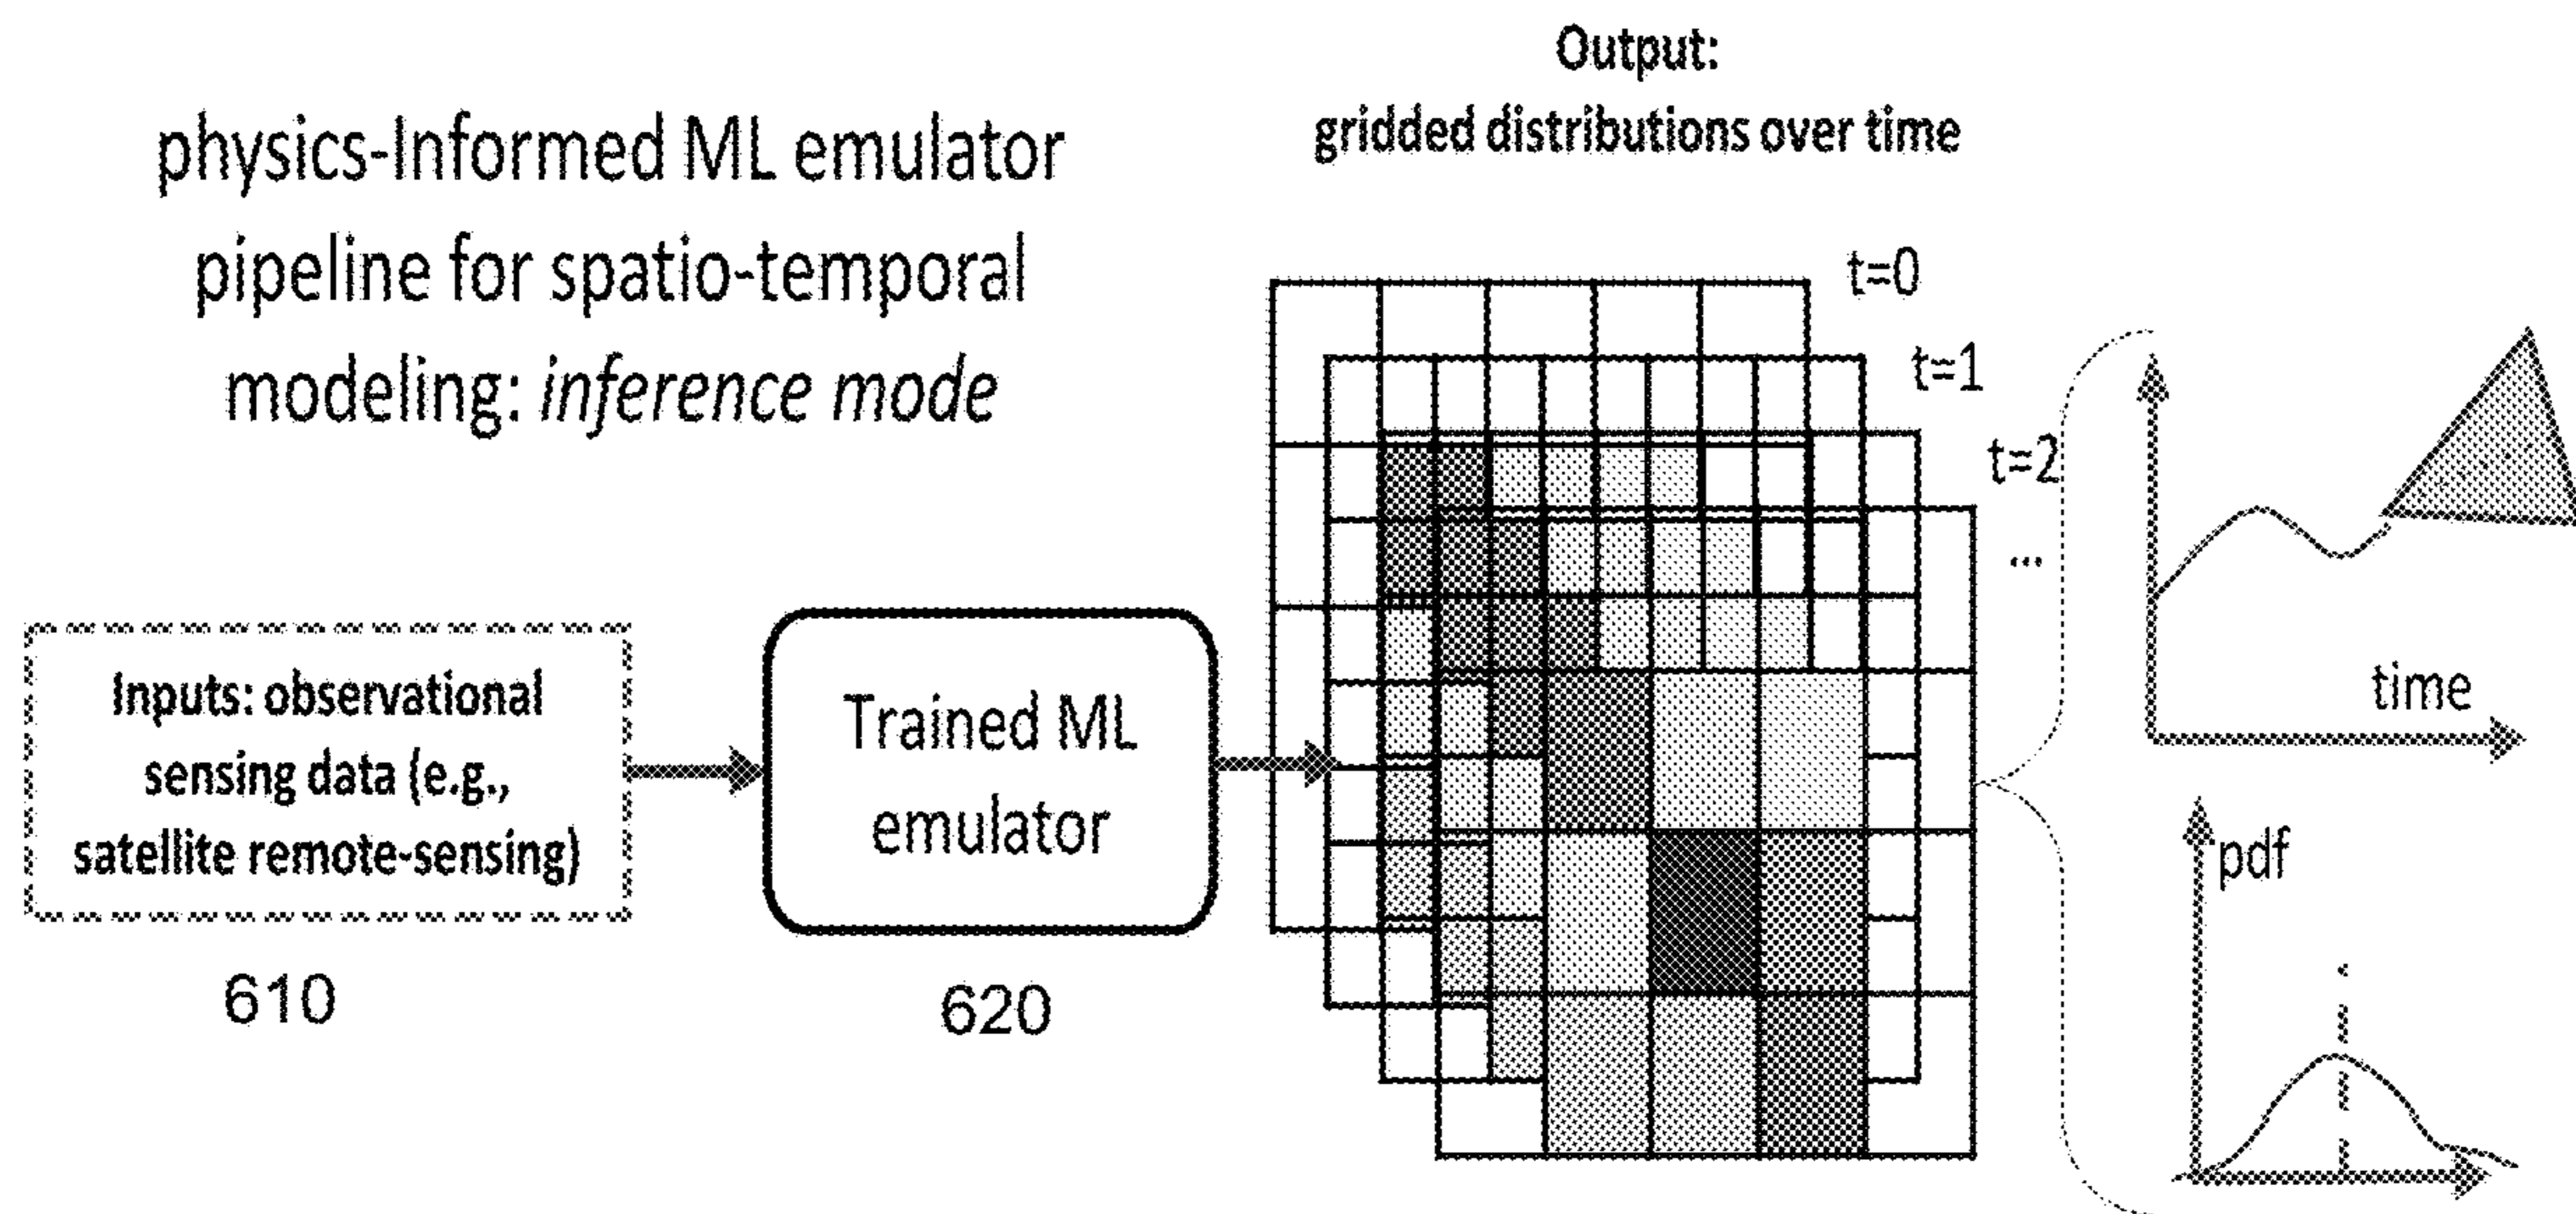 physics-Informed ML emulator
pipeline for spatio-temporal
modeling: inference mode
Output:
gridded distributions over time
t=0
t=1
t=2
...
Inputs: observational
sensing data (e.g.,
satellite remote-sensing)
610
Trained ML
emulator
620
time
pdf